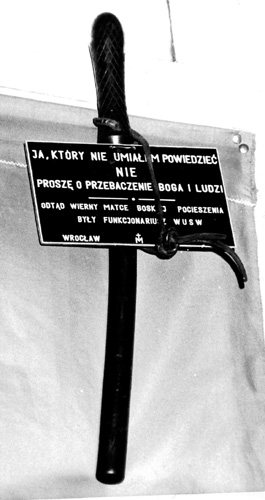 JA, KTÓRY NIE UMIAŁEM POWIEDZIEĆ
NIE
PROSZĘ O PRZEBACZENIE BOGA I LUDZI
ODTĄD WIERNY MATCE BOSKIEJ POCIESZENIA
BYŁY FUNKCJONARIUSZ WUSW
WROCŁAW